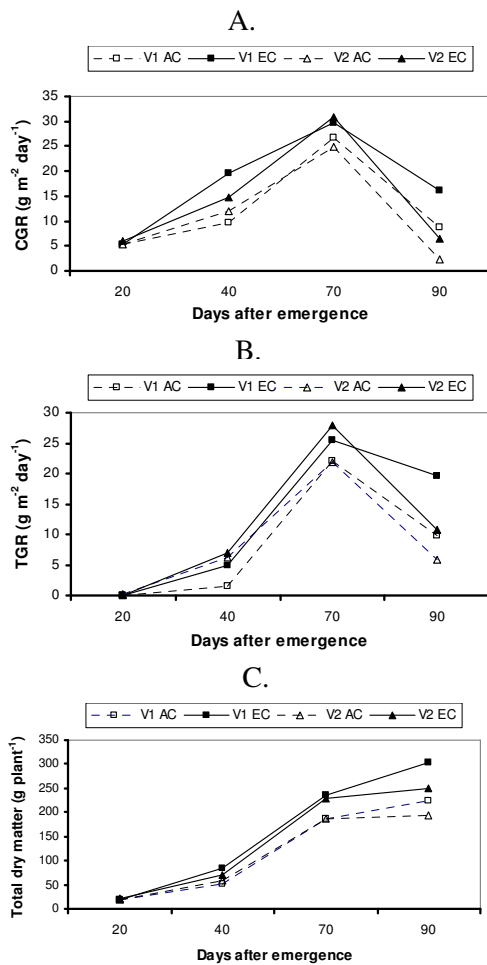 A.
V1 AC V1 EC V2 AC V2 EC
35
30
25
20
15
10
5
0
CGR (g m-2 day-1)
20 40 70 90
Days after emergence
B.
V1 AC V1 EC V2 AC V2 EC
30
25
20
15
10
5
0
TGR (g m-2 day-1)
20 40 70 90
Days after emergence
C.
V1 AC V1 EC V2 AC V2 EC
350
300
250
200
150
100
50
0
Total dry matter (g plant-1)
20 40 70 90
Days after emergence